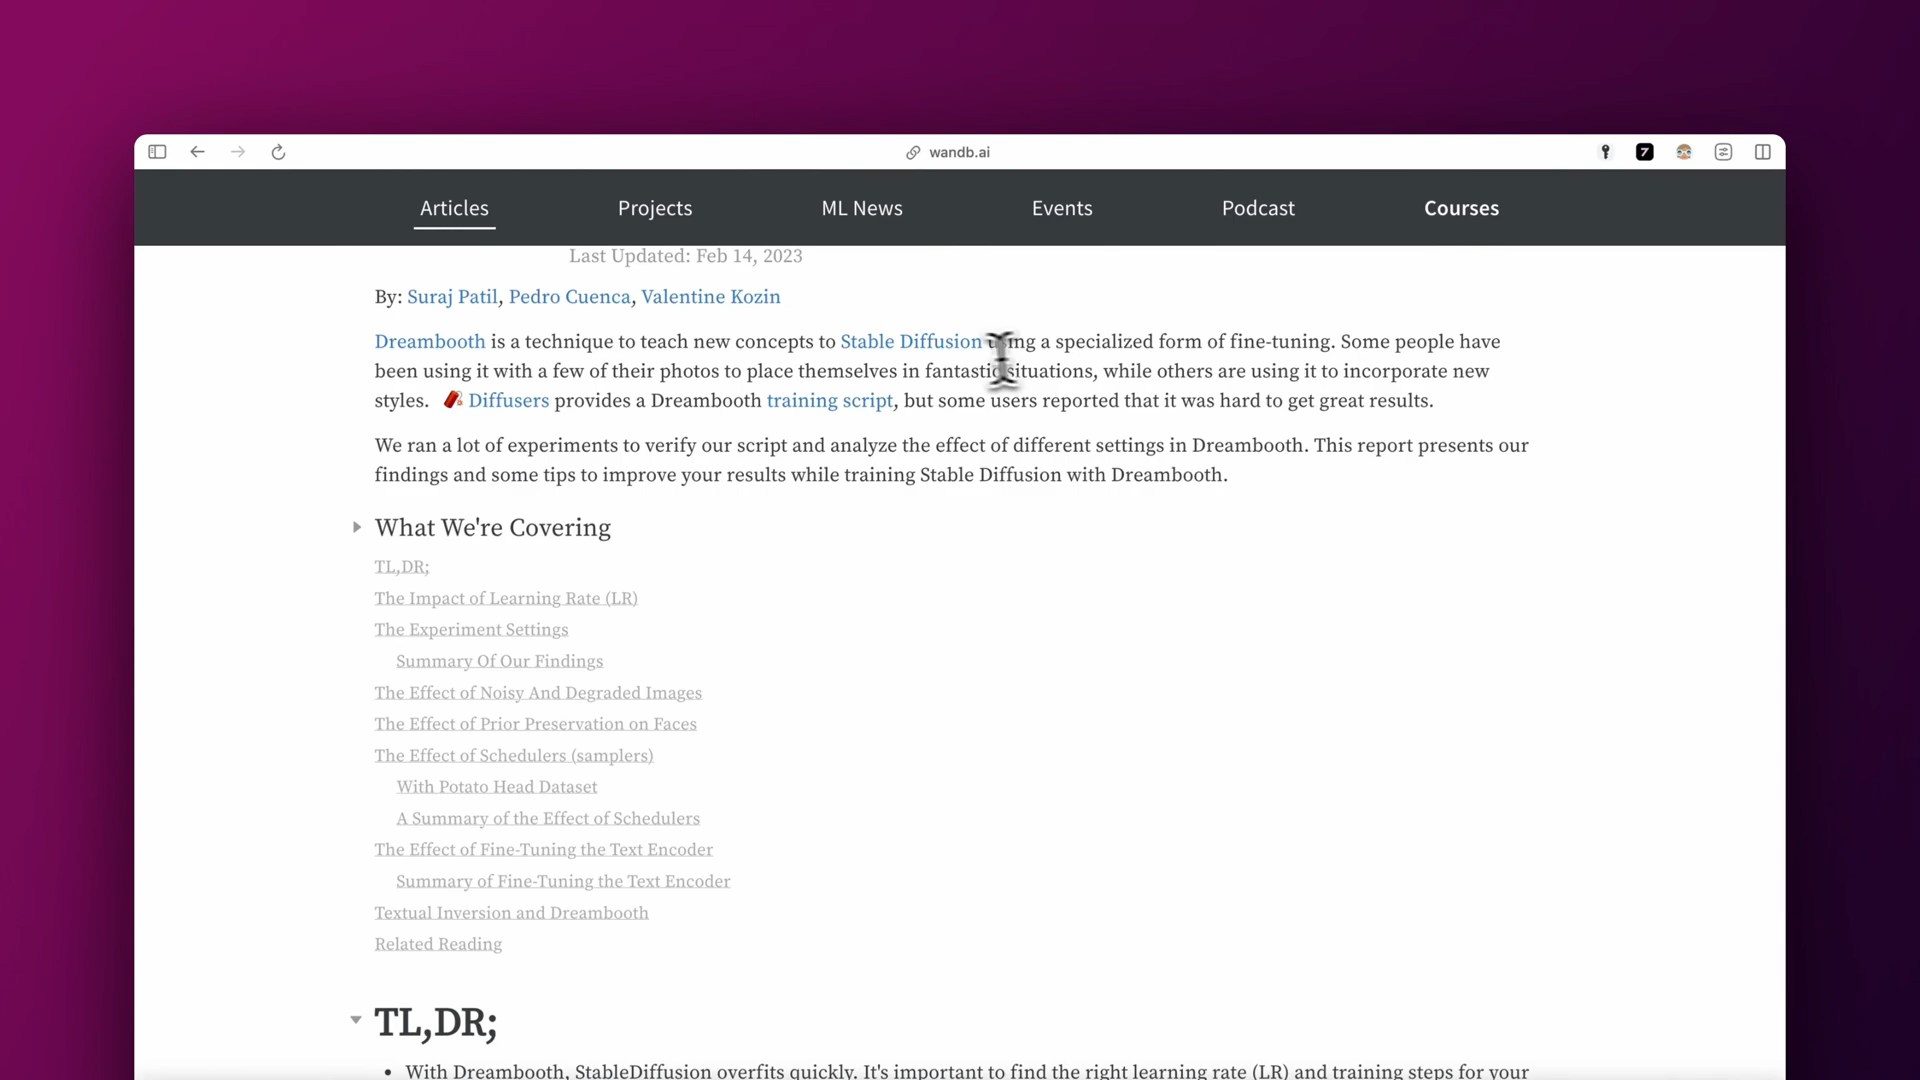 wandb.ai
Articles
Projects
ML News
Events
Podcast
Courses
Last Updated: Feb 14, 2023
By: Suraj Patil, Pedro Cuenca, Valentine Kozin
Dreambooth is a technique to teach new concepts to Stable Diffusion using a specialized form of fine-tuning. Some people have
been using it with a few of their photos to place themselves in fantastic situations, while others are using it to incorporate new
styles. Diffusers provides a Dreambooth training script, but some users reported that it was hard to get great results.
We ran a lot of experiments to verify our script and analyze the effect of different settings in Dreambooth. This report presents our
findings and some tips to improve your results while training Stable Diffusion with Dreambooth.
What We're Covering
TL,DR;
The Impact of Learning Rate (LR)
The Experiment Settings
Summary Of Our Findings
The Effect of Noisy And Degraded Images
The Effect of Prior Preservation on Faces
The Effect of Schedulers (samplers)
With Potato Head Dataset
A Summary of the Effect of Schedulers
The Effect of Fine-Tuning the Text Encoder
Summary of Fine-Tuning the Text Encoder
Textual Inversion and Dreambooth
Related Reading
TL,DR;
• With Dreambooth, StableDiffusion overfits quickly. It's important to find the right learning rate (LR) and training steps for your